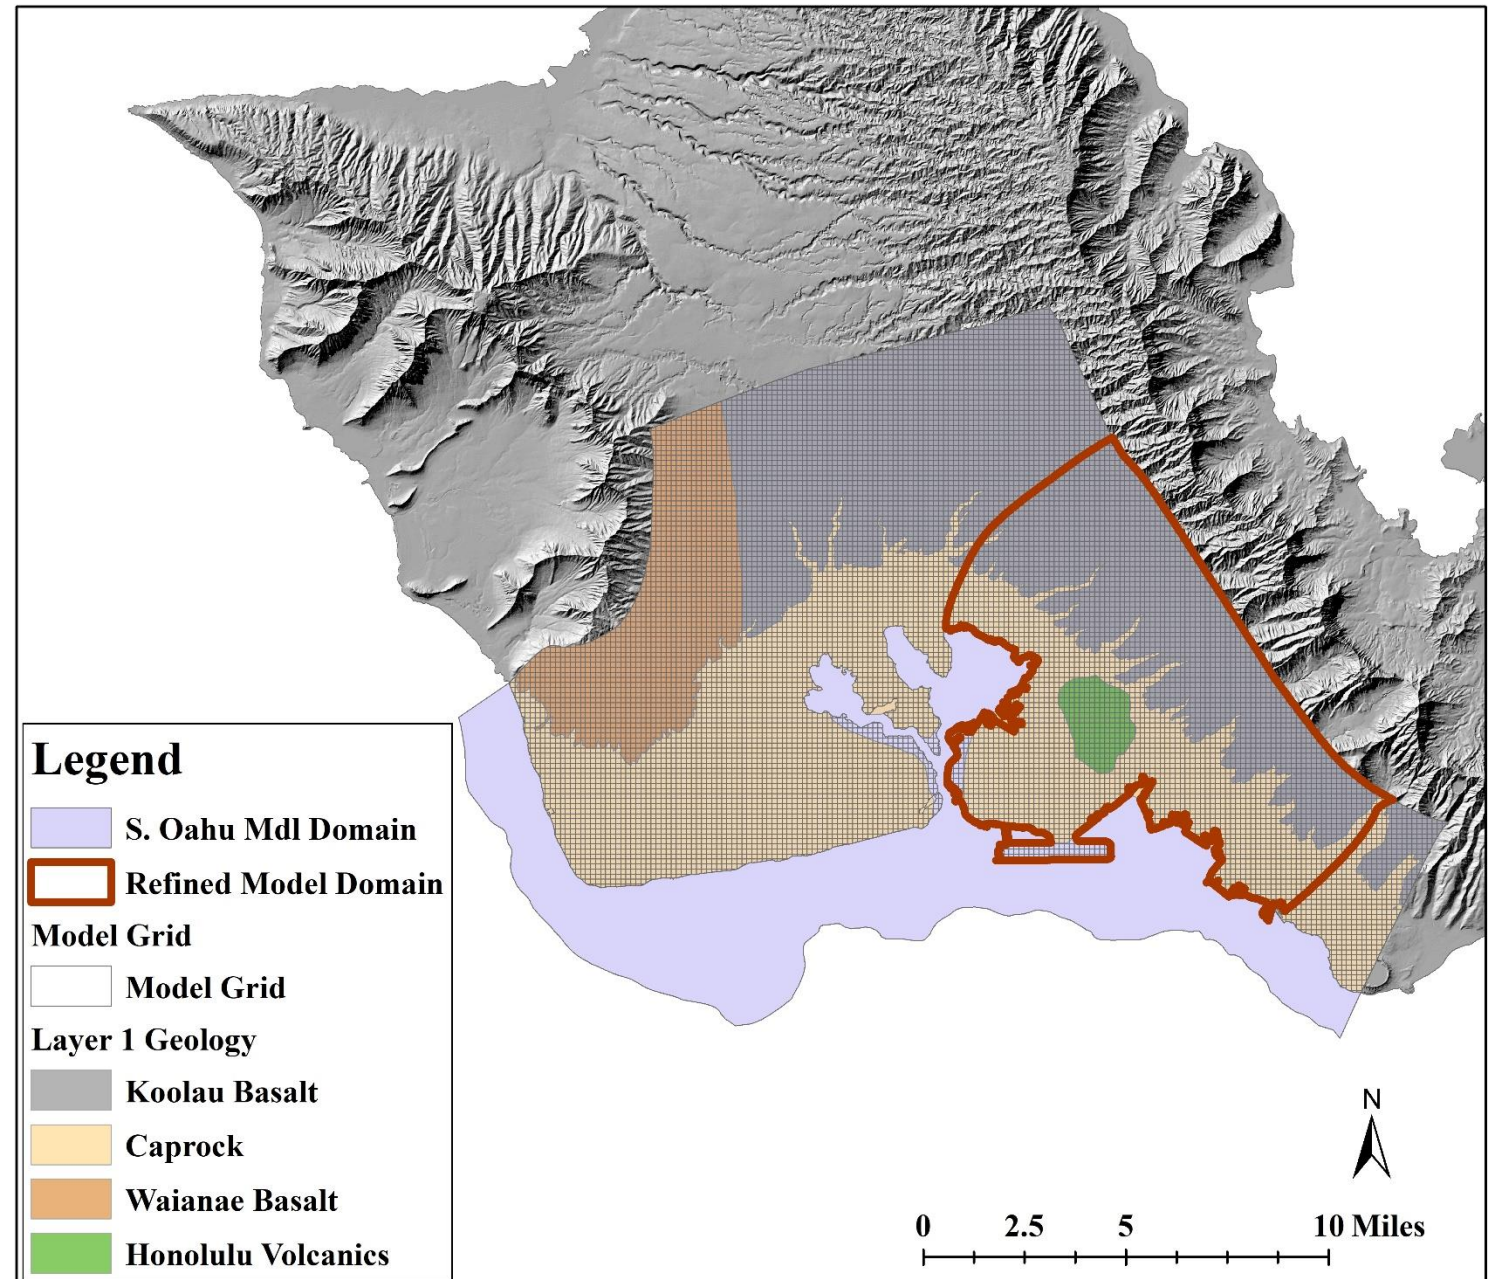 Legend
S. Oahu Mdl Domain
Refined Model Domain
Model Grid
Model Grid
Layer 1 Geology
Koolau Basalt
Caprock
Waianae Basalt
Honolulu Volcanics
N
0 2.5 5 10 Miles